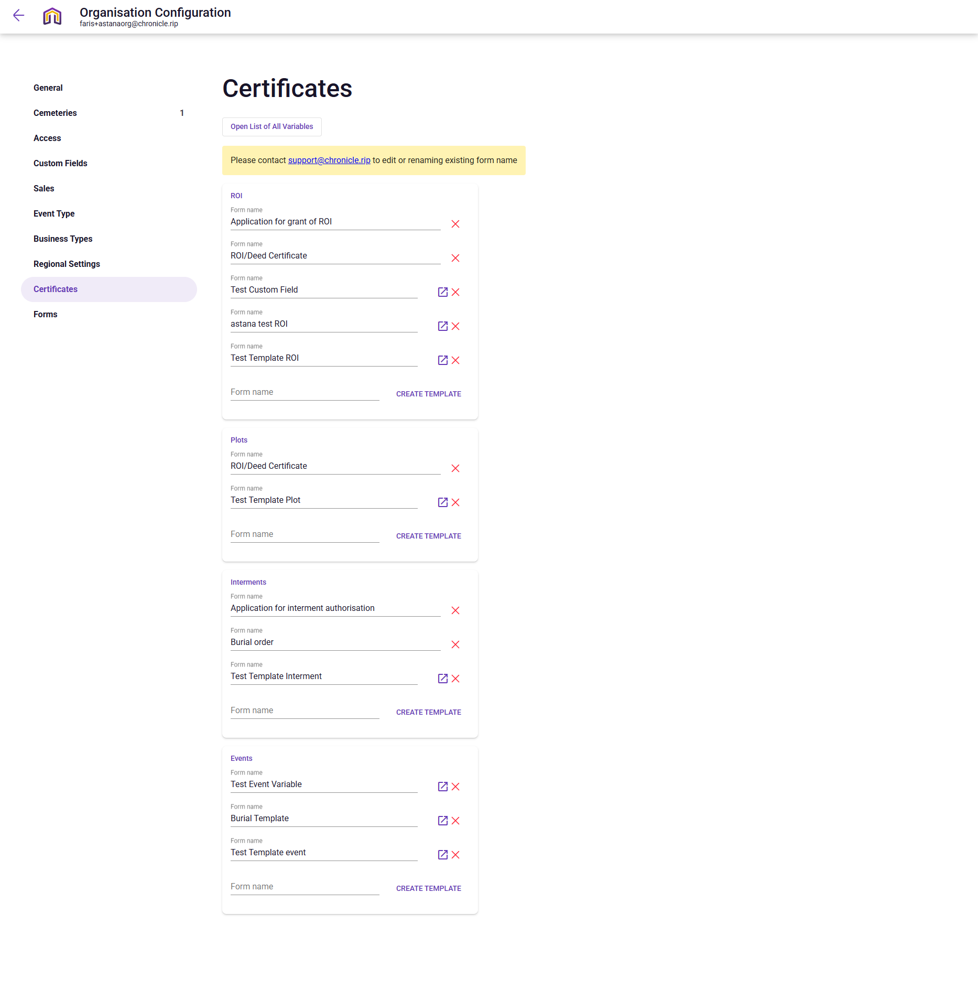 Organisation Configuration
faris+astanaorg@chronicle.rip
General
Cemeteries 1
Access
Custom Fields
Sales
Event Type
Business Types
Regional Settings
Certificates
Forms
Certificates
Open List of All Variables
Please contact support@chronicle.rip to edit or renaming existing form name
ROI
Form name
Application for grant of ROI
Form name
ROI/Deed Certificate
Form name
Test Custom Field
Form name
astana test ROI
Form name
Test Template ROI
Form name CREATE TEMPLATE
Plots
Form name
ROI/Deed Certificate
Form name
Test Template Plot
Form name CREATE TEMPLATE
Interments
Form name
Application for interment authorisation
Form name
Burial order
Form name
Test Template Interment
Form name CREATE TEMPLATE
Events
Form name
Test Event Variable
Form name
Burial Template
Form name
Test Template event
Form name CREATE TEMPLATE